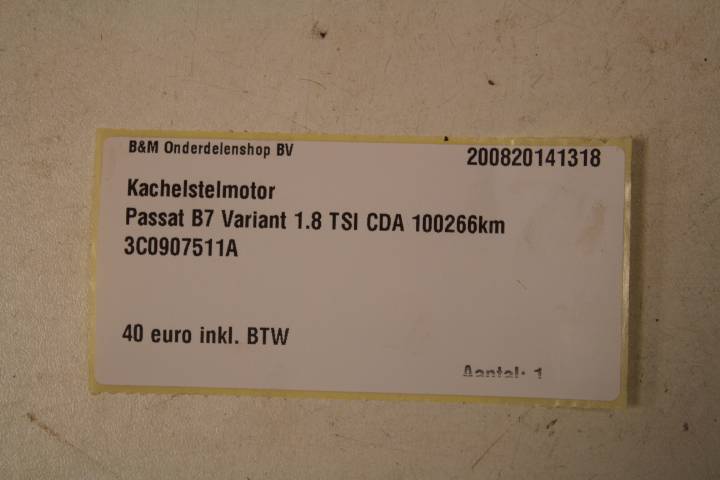 B&M Onderdelenshop BV 200820141318
Kachelstelmotor
Passat B7 Variant 1.8 TSI CDA 100266km
3C0907511A
40 euro inkl. BTW
Aantal: 1